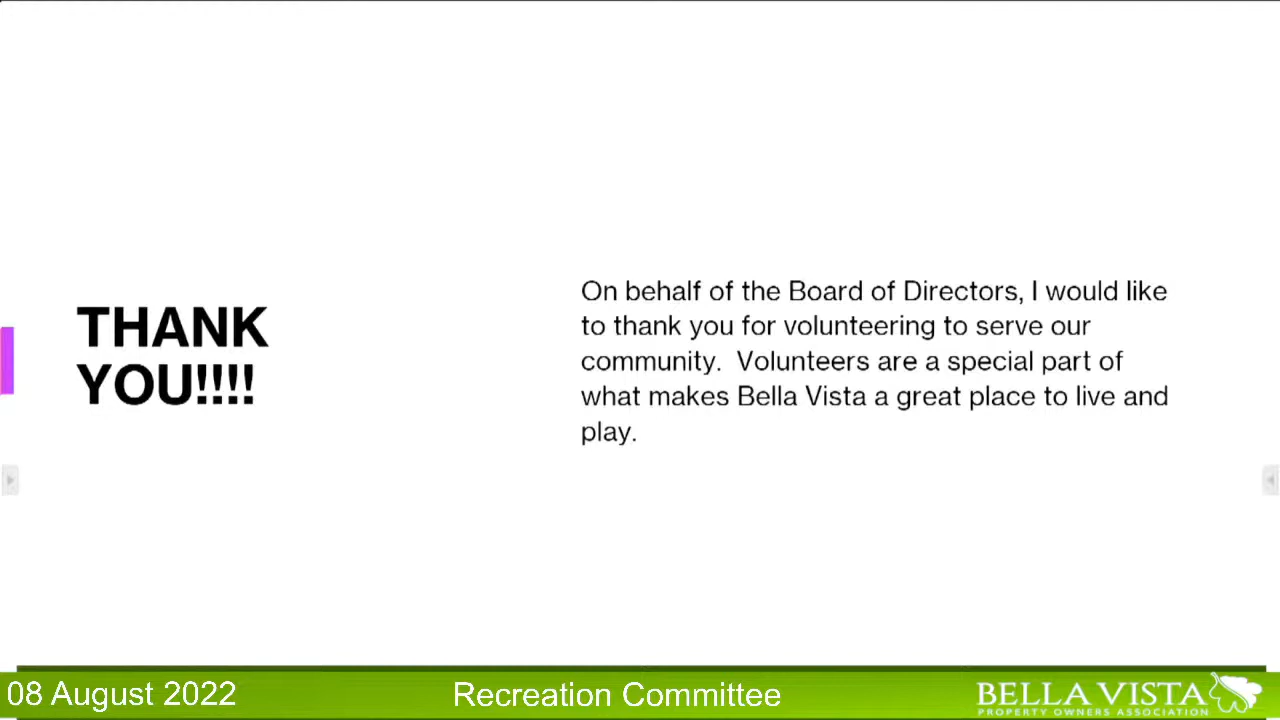 THANK
YOU!!!!
On behalf of the Board of Directors, I would like
to thank you for volunteering to serve our
community.  Volunteers are a special part of
what makes Bella Vista a great place to live and
play.
08 August 2022
Recreation Committee
BELLA VISTA
PROPERTY OWNERS ASSOCIATION